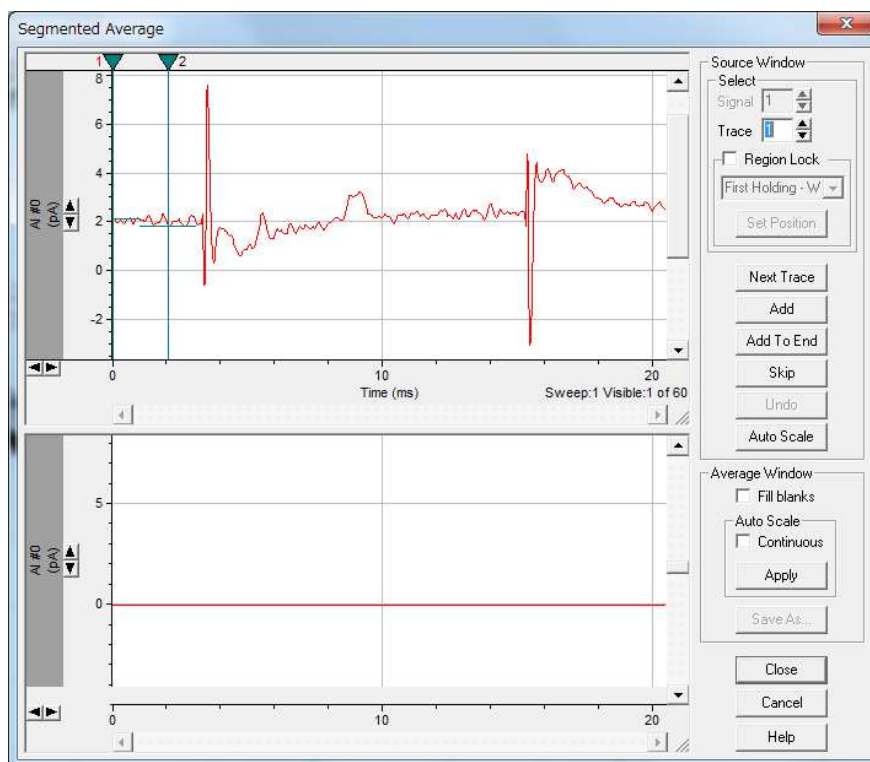 Segmented Average
1
2
8
6
4
2
0
-2
AI #0
(pA)
0
10
20
Time (ms)
Sweep:1 Visible:1 of 60
5
0
AI #0
(pA)
0
10
20
Source Window
Select
Signal 1
Trace 1
Region Lock
First Holding - W
Set Position
Next Trace
Add
Add To End
Skip
Undo
Auto Scale
Average Window
Fill blanks
Auto Scale
Continuous
Apply
Save As...
Close
Cancel
Help